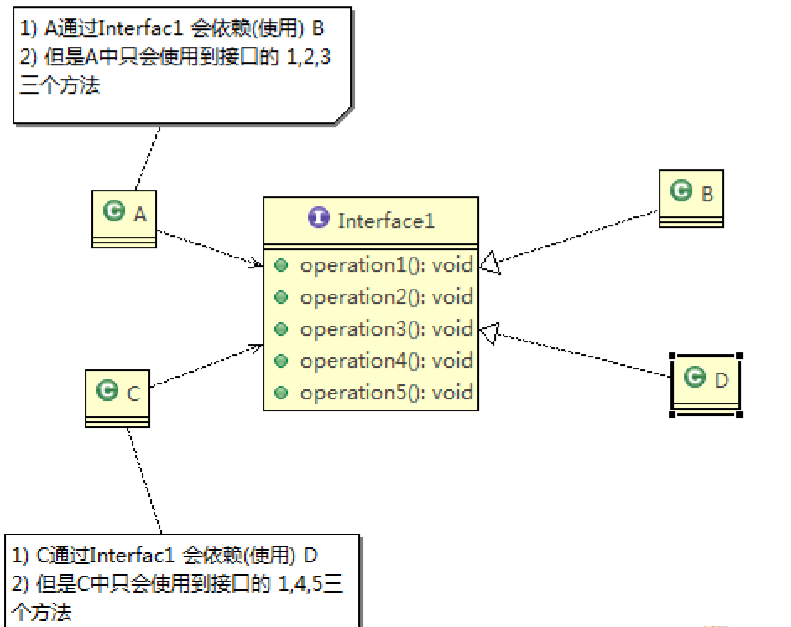 1) A通过Interfac1 会依赖(使用) B
2) 但是A中只会使用到接口的 1,2,3
三个方法
C A
C B
I Interface1
operation1(): void
operation2(): void
operation3(): void
operation4(): void
operation5(): void
C C
C D
1) C通过Interfac1 会依赖(使用) D
2) 但是C中只会使用到接口的 1,4,5三
个方法